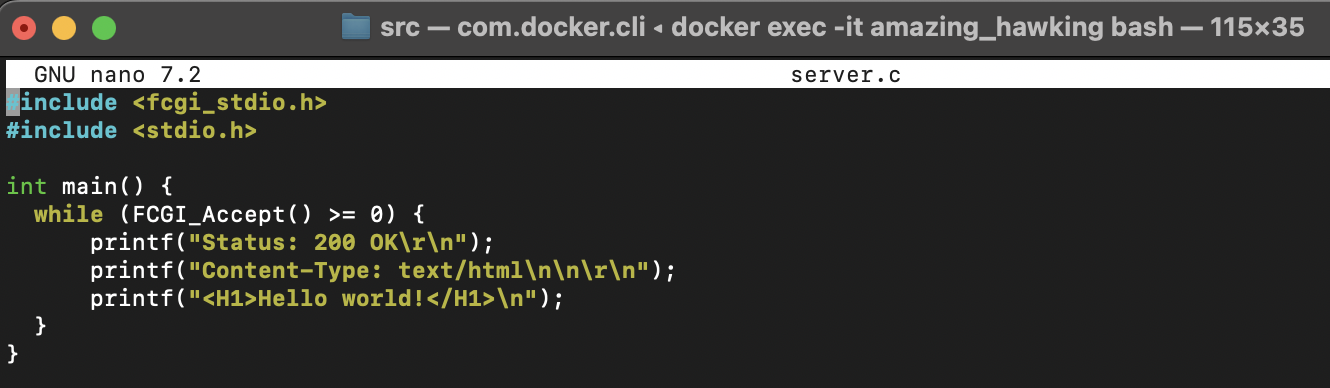 src — com.docker.cli ◂ docker exec -it amazing_hawking bash — 115×35
GNU nano 7.2 server.c
#include <fcgi_stdio.h>
#include <stdio.h>
int main() {
  while (FCGI_Accept() >= 0) {
      printf("Status: 200 OK\r\n");
      printf("Content-Type: text/html\n\n\r\n");
      printf("<H1>Hello world!</H1>\n");
  }
}